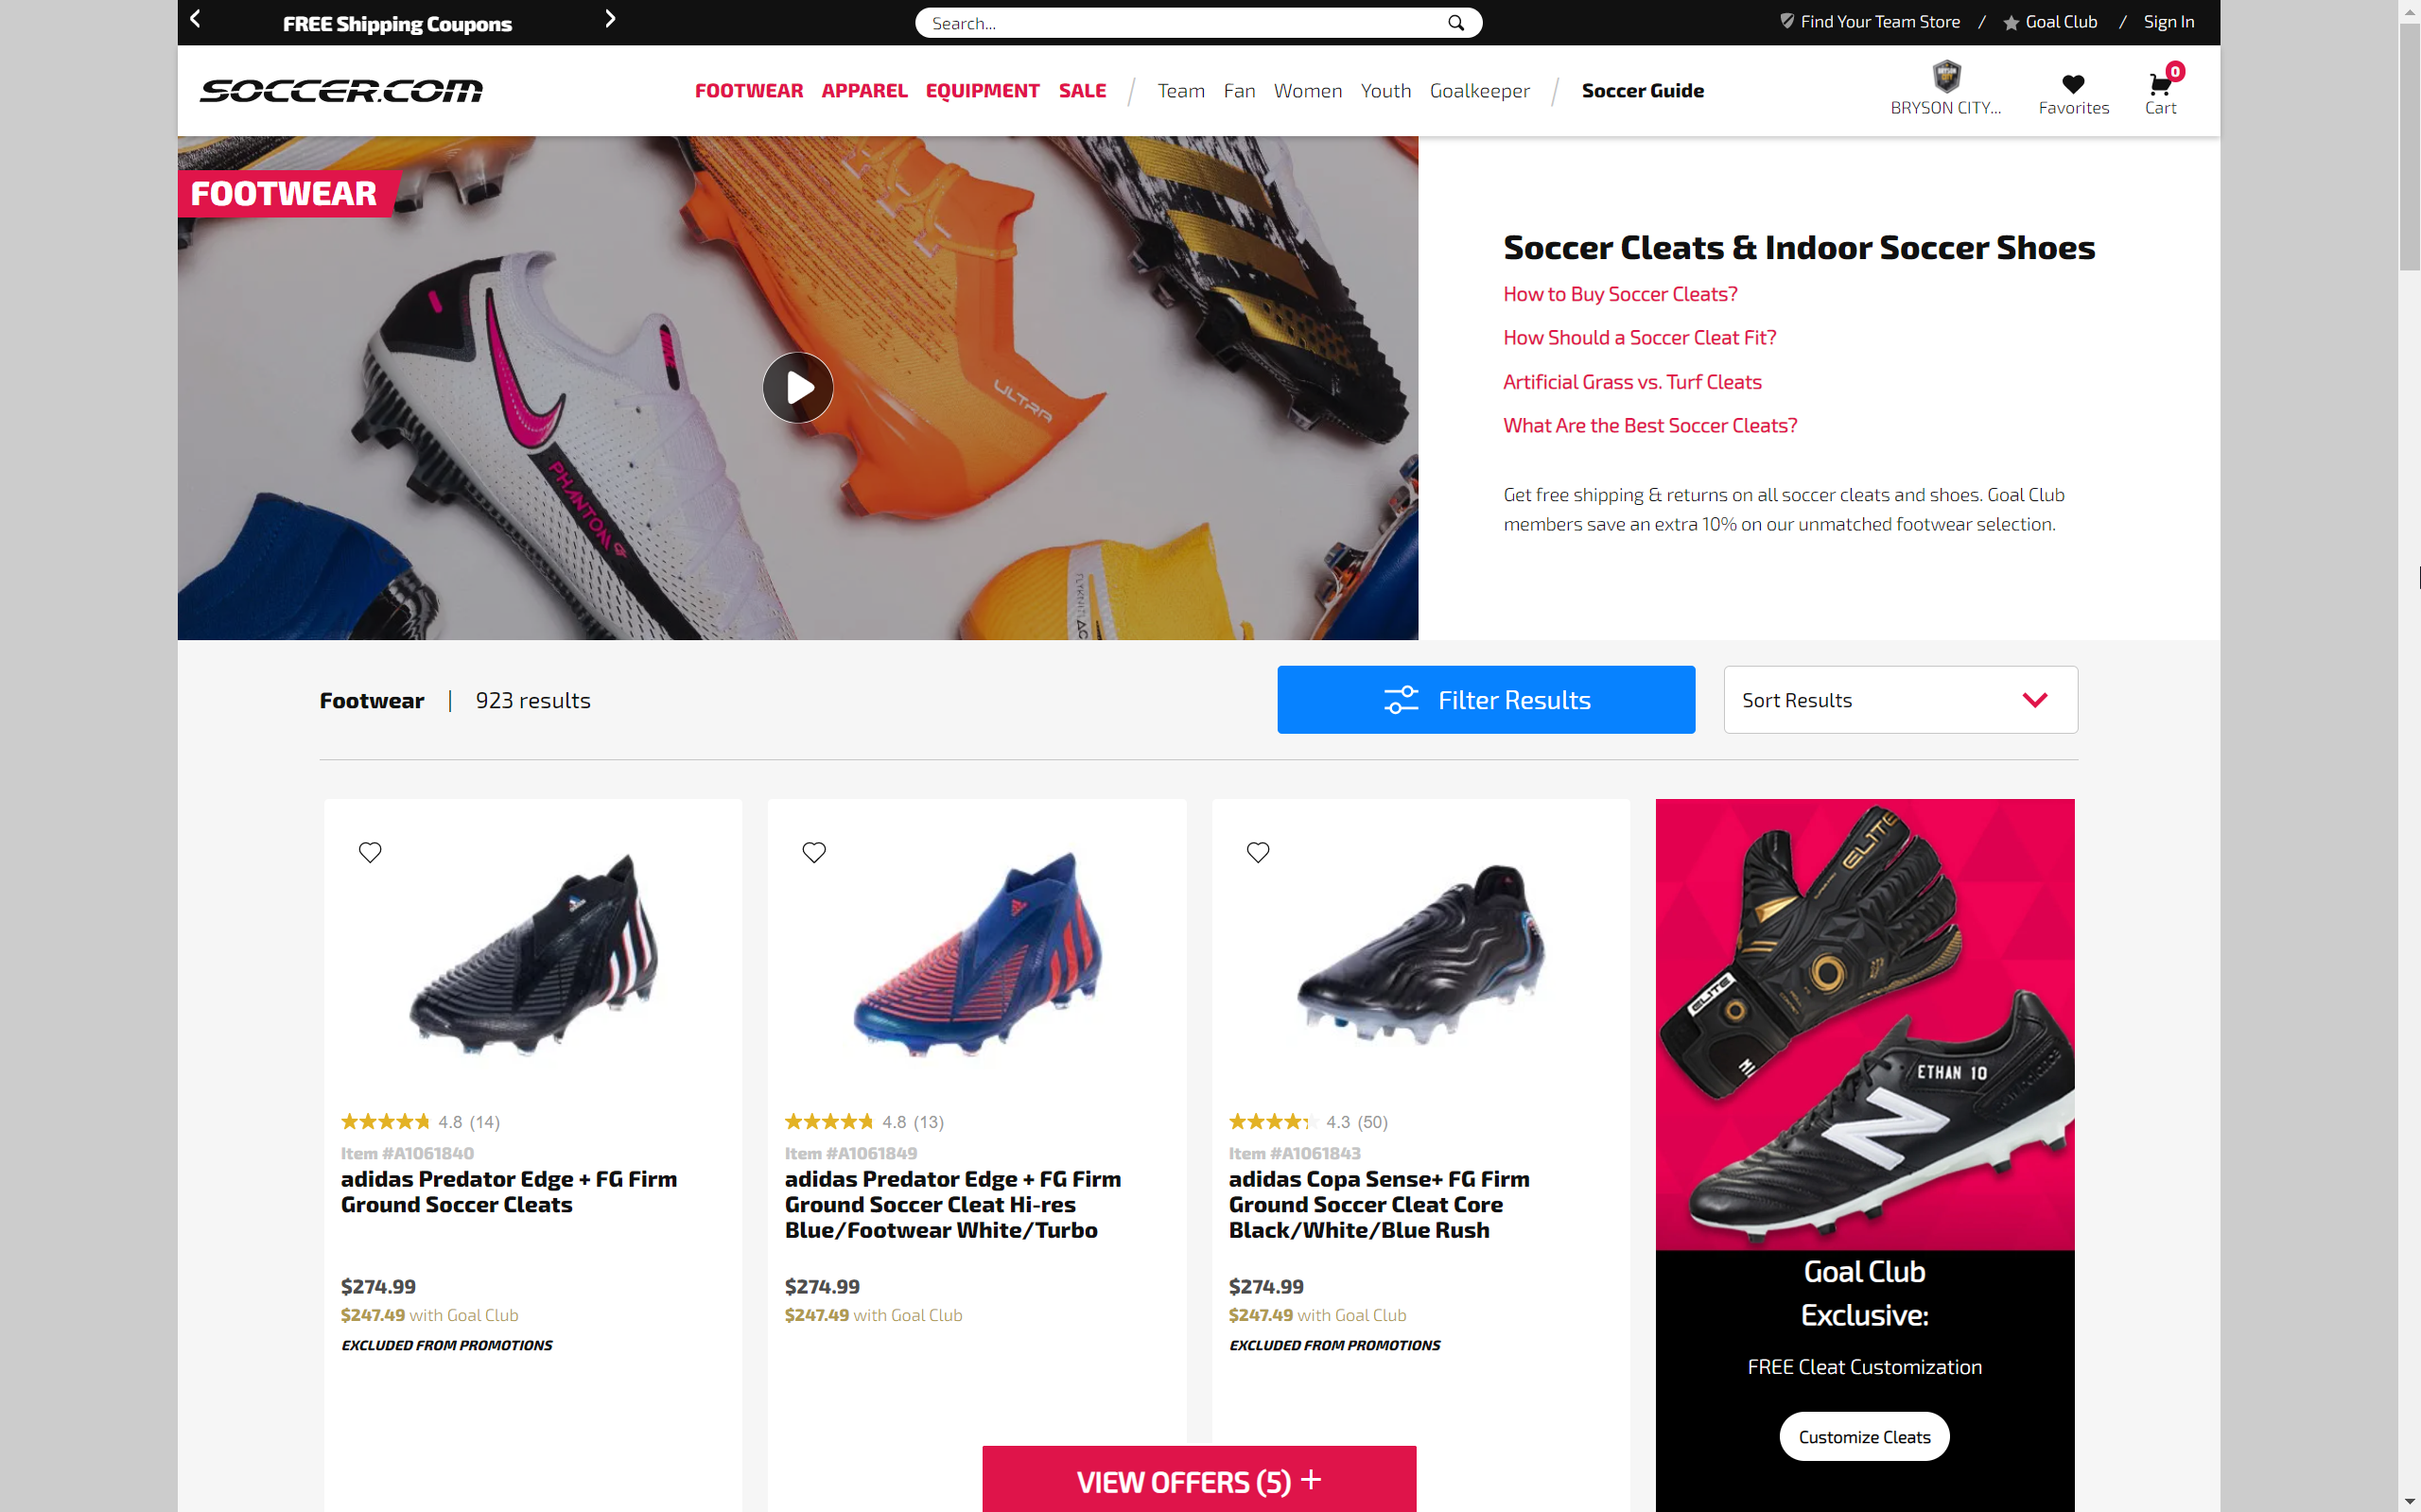 FREE Shipping Coupons
Search...
Find Your Team Store / Goal Club / Sign In
SOCCER.COM
FOOTWEAR APPAREL EQUIPMENT SALE / Team Fan Women Youth Goalkeeper / Soccer Guide
BRYSON CITY...
Favorites
0
Cart
FOOTWEAR
ULTRA
PHANTOM
Soccer Cleats & Indoor Soccer Shoes
How to Buy Soccer Cleats?
How Should a Soccer Cleat Fit?
Artificial Grass vs. Turf Cleats
What Are the Best Soccer Cleats?
Get free shipping & returns on all soccer cleats and shoes. Goal Club
members save an extra 10% on our unmatched footwear selection.
Footwear | 923 results
Filter Results
Sort Results
4.8 (14)
Item #A1061840
adidas Predator Edge + FG Firm
Ground Soccer Cleats
$274.99
$247.49 with Goal Club
EXCLUDED FROM PROMOTIONS
4.8 (13)
Item #A1061849
adidas Predator Edge + FG Firm
Ground Soccer Cleat Hi-res
Blue/Footwear White/Turbo
$274.99
$247.49 with Goal Club
4.3 (50)
Item #A1061843
adidas Copa Sense+ FG Firm
Ground Soccer Cleat Core
Black/White/Blue Rush
$274.99
$247.49 with Goal Club
EXCLUDED FROM PROMOTIONS
ELITE
ELITE
ETHAN 10
Goal Club
Exclusive:
FREE Cleat Customization
Customize Cleats
VIEW OFFERS (5) +